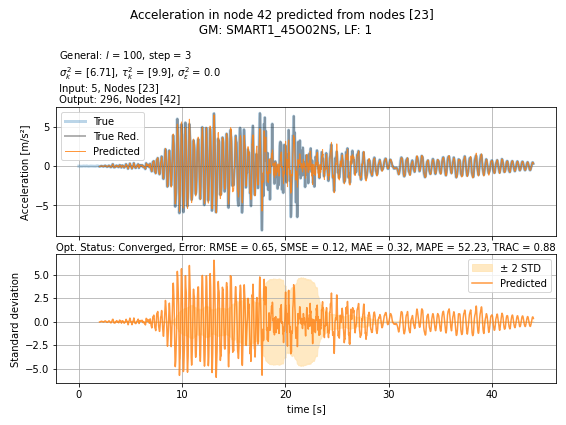 Acceleration in node 42 predicted from nodes [23]
GM: SMART1_45O02NS, LF: 1
General: l = 100, step = 3
σ²ₖ = [6.71], τ²ₖ = [9.9], σ²ε = 0.0
Input: 5, Nodes [23]
Output: 296, Nodes [42]
True
True Red.
Predicted
Acceleration [m/s²]
5
0
−5
Opt. Status: Converged, Error: RMSE = 0.65, SMSE = 0.12, MAE = 0.32, MAPE = 52.23, TRAC = 0.88
± 2 STD
Predicted
Standard deviation
5.0
2.5
0.0
−2.5
−5.0
0 10 20 30 40
time [s]